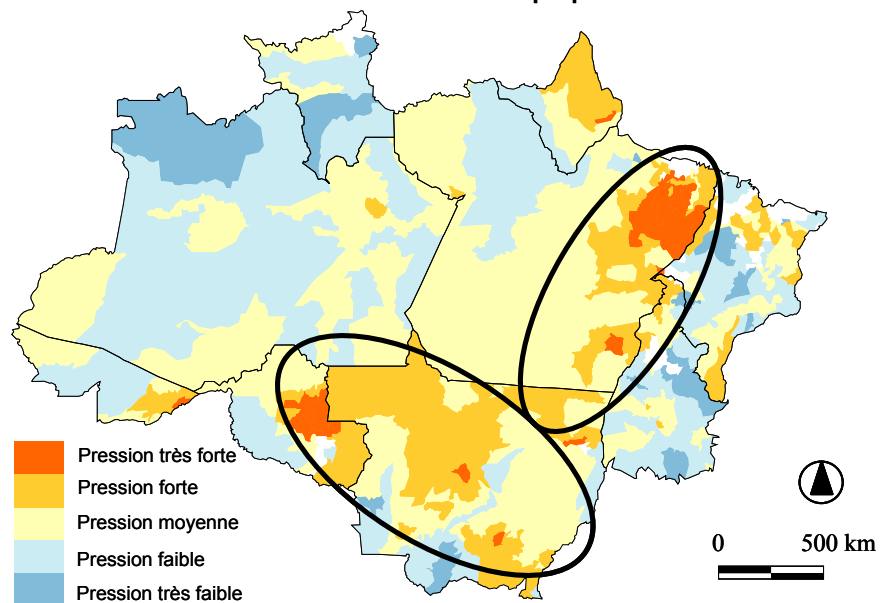 Pression très forte
Pression forte
Pression moyenne
Pression faible
Pression très faible
0 500 km